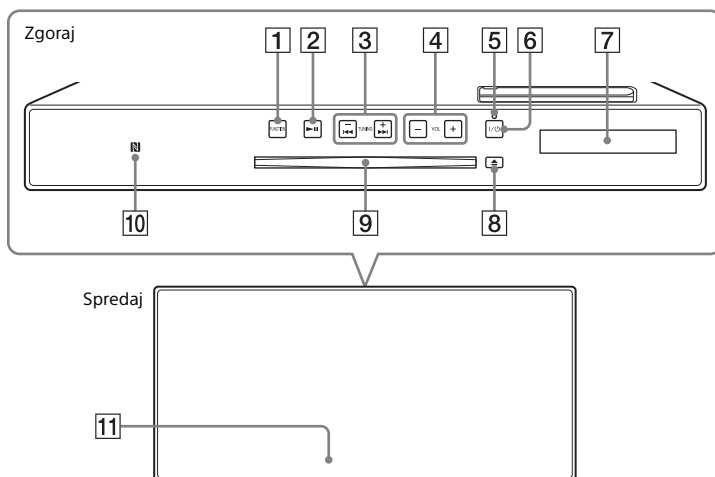 Zgoraj
1 2 3 4 5 6 7
FUNCTION TUNING − + − VOL +
10 9 8
Spredaj
11